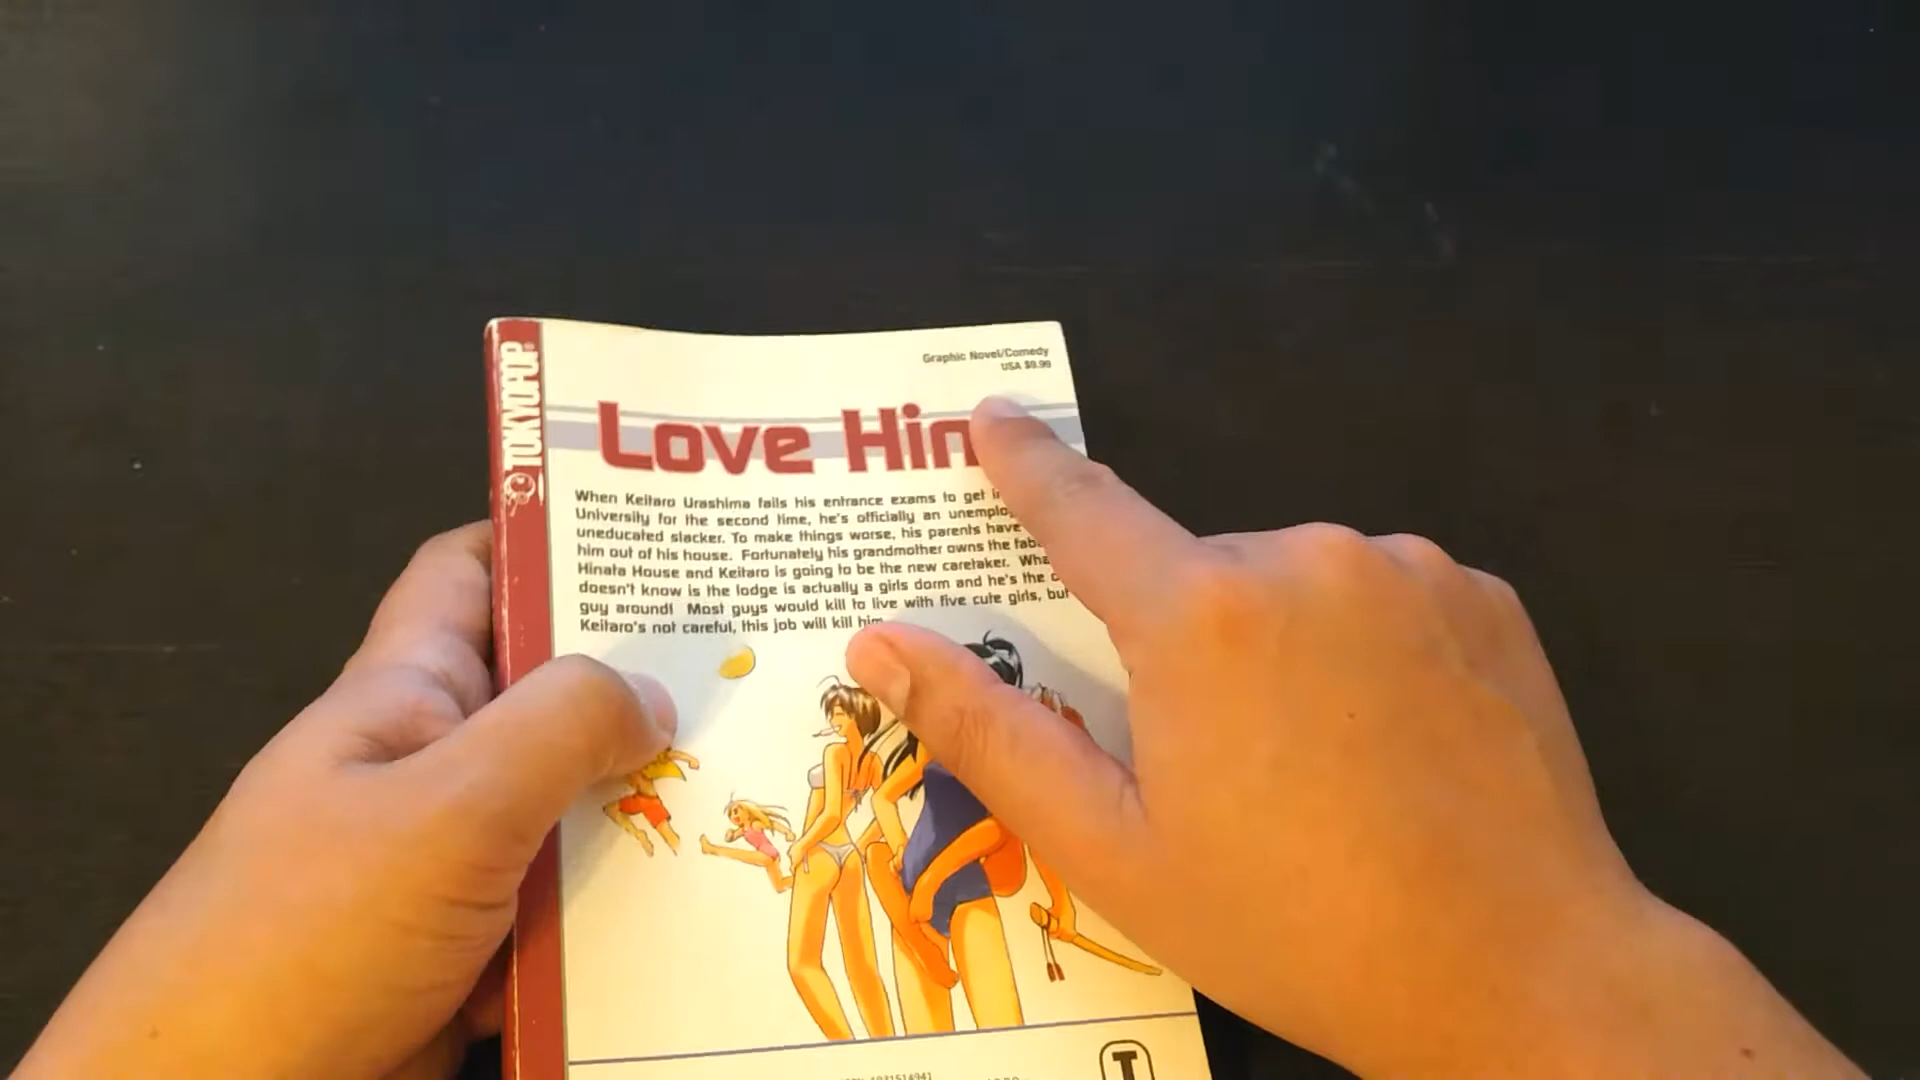 TOKYOPOP
Graphic Novel/Comedy
USA $9.99
Love Hin
When Keitaro Urashima fails his entrance exams to get
University for the second time, he's officially an
uneducated slacker. To make things worse, his parents have
him out of his house. Fortunately his grandmother owns the
Hinata House and Keitaro is going to be the new caretaker.
doesn't know is the lodge is actually a girls dorm and he's the
guy around! Most guys would kill to live with five cute girls, but
Keitaro's not careful, this job will kill him
T